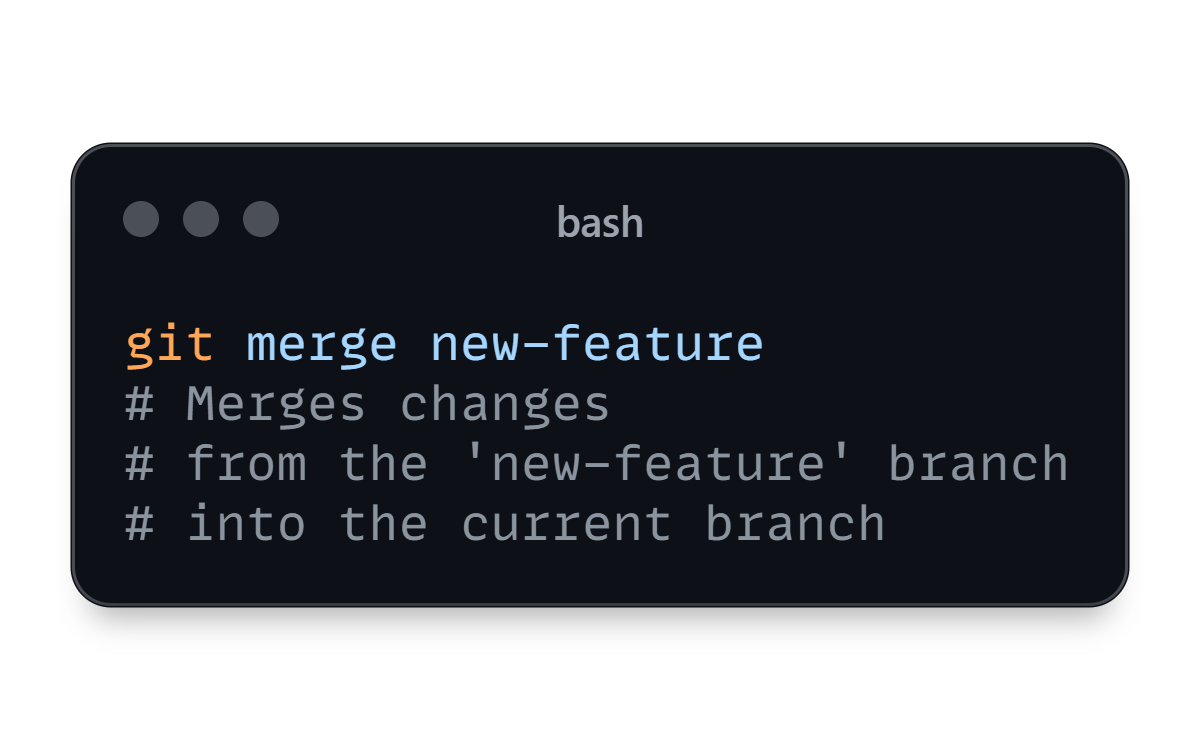 bash
git merge new-feature
# Merges changes
# from the 'new-feature' branch
# into the current branch